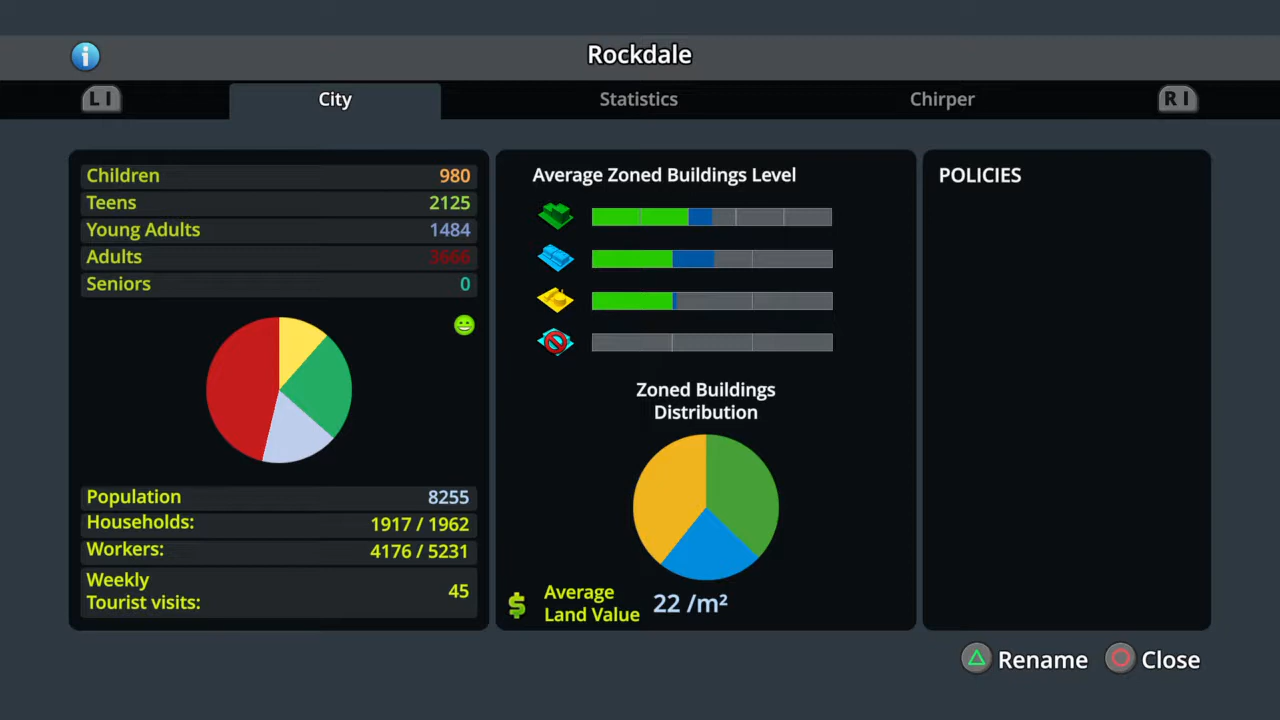 Rockdale
L1
City
Statistics
Chirper
R1
Children 980
Teens 2125
Young Adults 1484
Adults 3666
Seniors 0
Population 8255
Households: 1917 / 1962
Workers: 4176 / 5231
Weekly
Tourist visits: 45
Average Zoned Buildings Level
Zoned Buildings
Distribution
$ Average
Land Value 22 /m²
POLICIES
Rename
Close